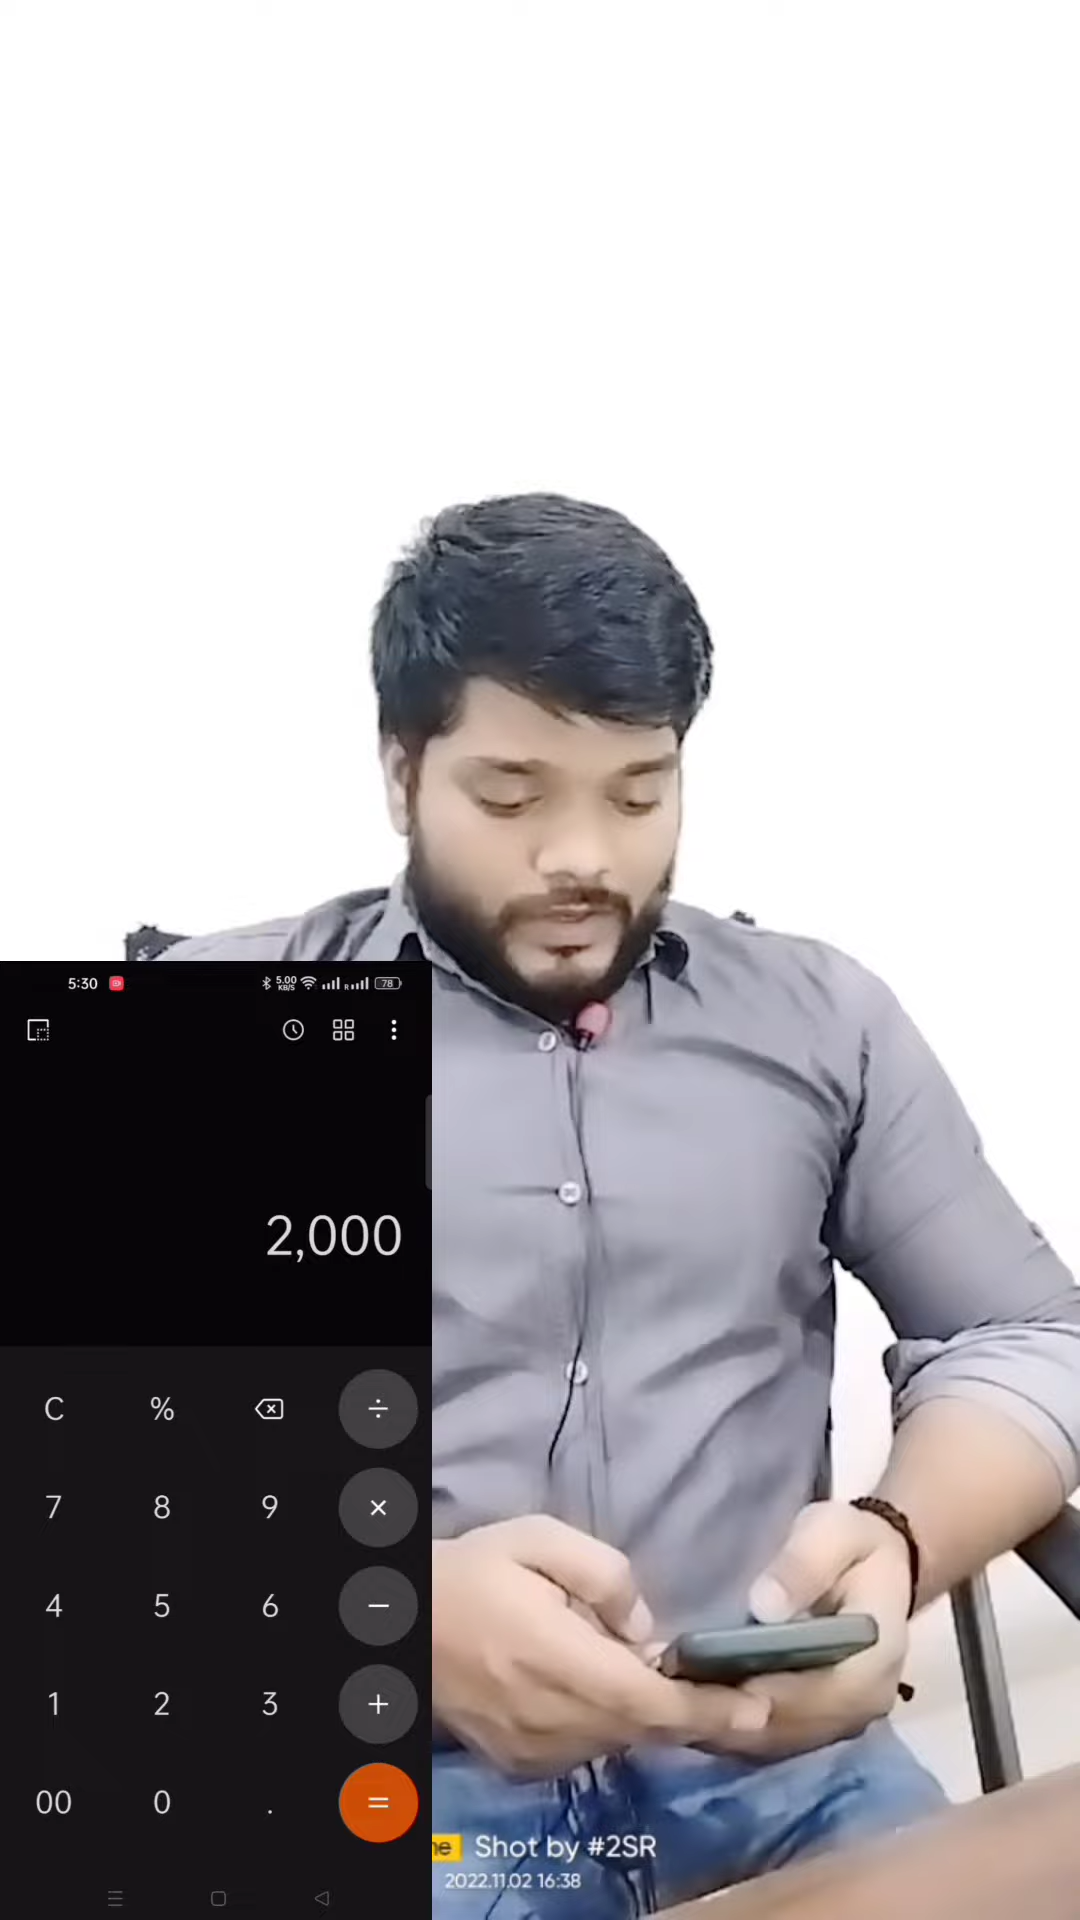 5:30 5.00 KB/S R 78
2,000
C % ÷
7 8 9 ×
4 5 6 −
1 2 3 +
00 0 . =
Shot by #2SR
2022.11.02 16:38